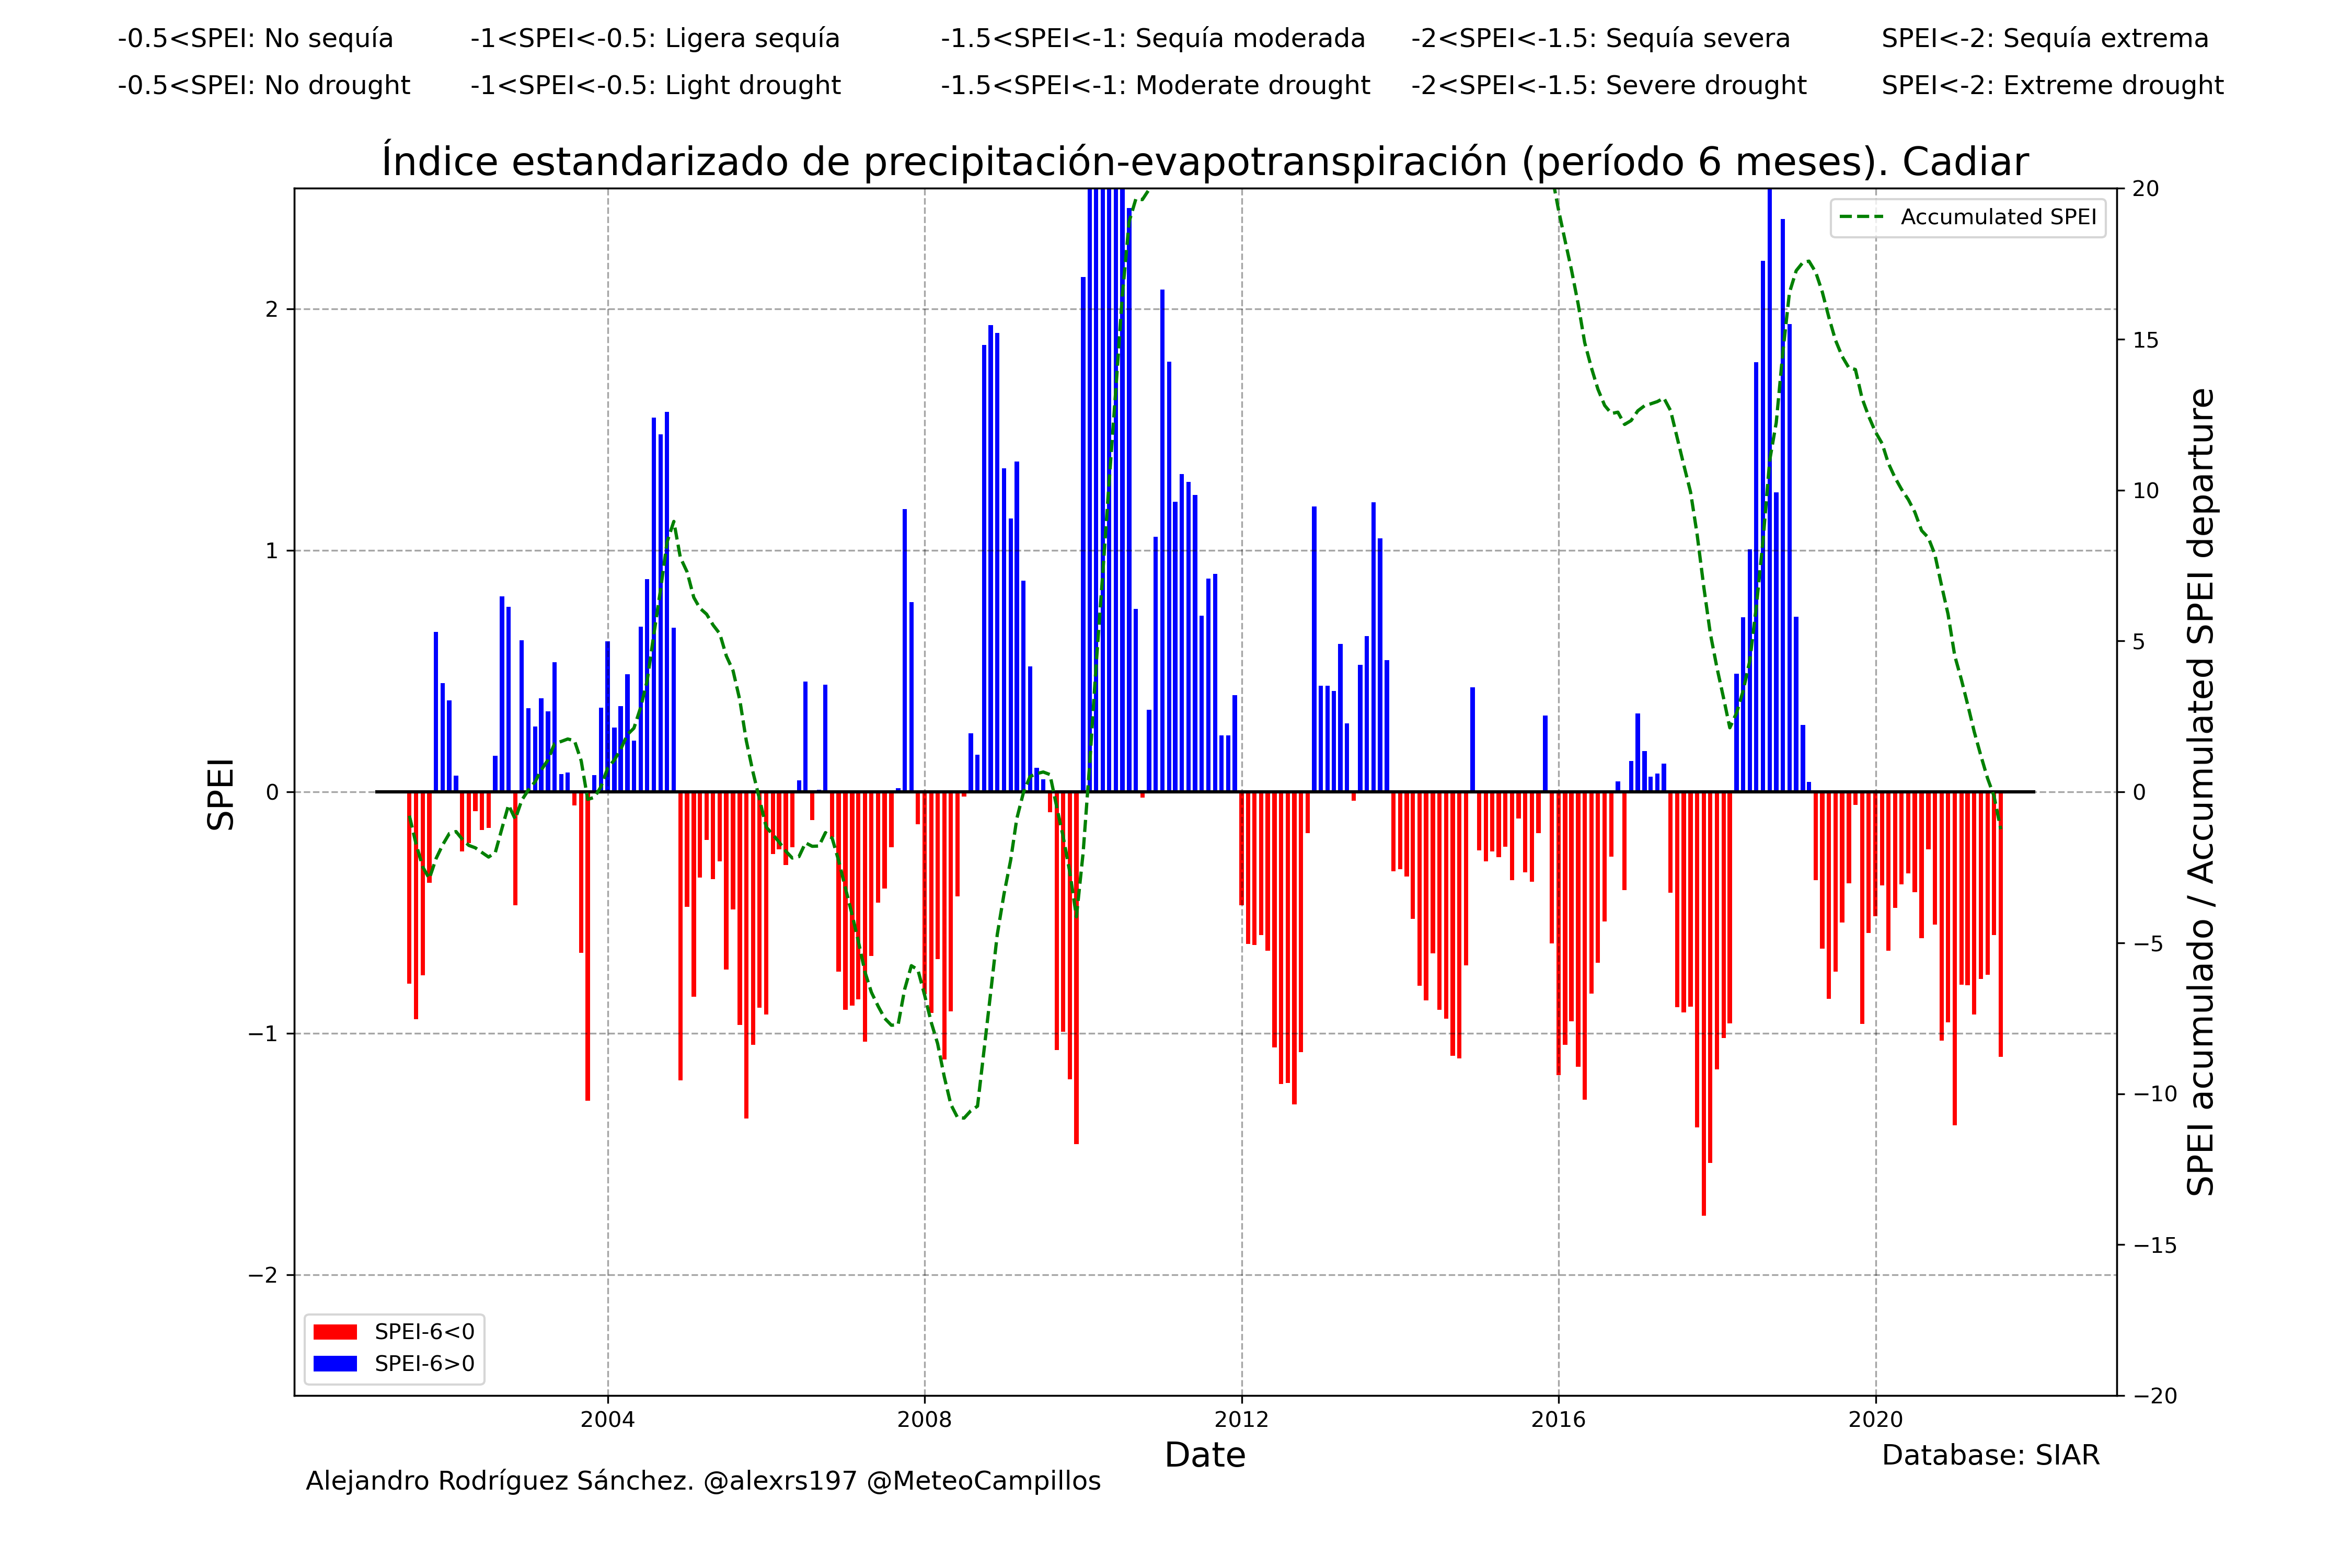 -0.5<SPEI: No sequía -1<SPEI<-0.5: Ligera sequía -1.5<SPEI<-1: Sequía moderada -2<SPEI<-1.5: Sequía severa SPEI<-2: Sequía extrema
-0.5<SPEI: No drought -1<SPEI<-0.5: Light drought -1.5<SPEI<-1: Moderate drought -2<SPEI<-1.5: Severe drought SPEI<-2: Extreme drought
Índice estandarizado de precipitación-evapotranspiración (período 6 meses). Cadiar
Accumulated SPEI
SPEI
2
1
0
−1
−2
20
15
10
5
0
−5
−10
−15
−20
SPEI acumulado / Accumulated SPEI departure
SPEI-6<0
SPEI-6>0
2004 2008 2012 2016 2020
Date
Database: SIAR
Alejandro Rodríguez Sánchez. @alexrs197 @MeteoCampillos